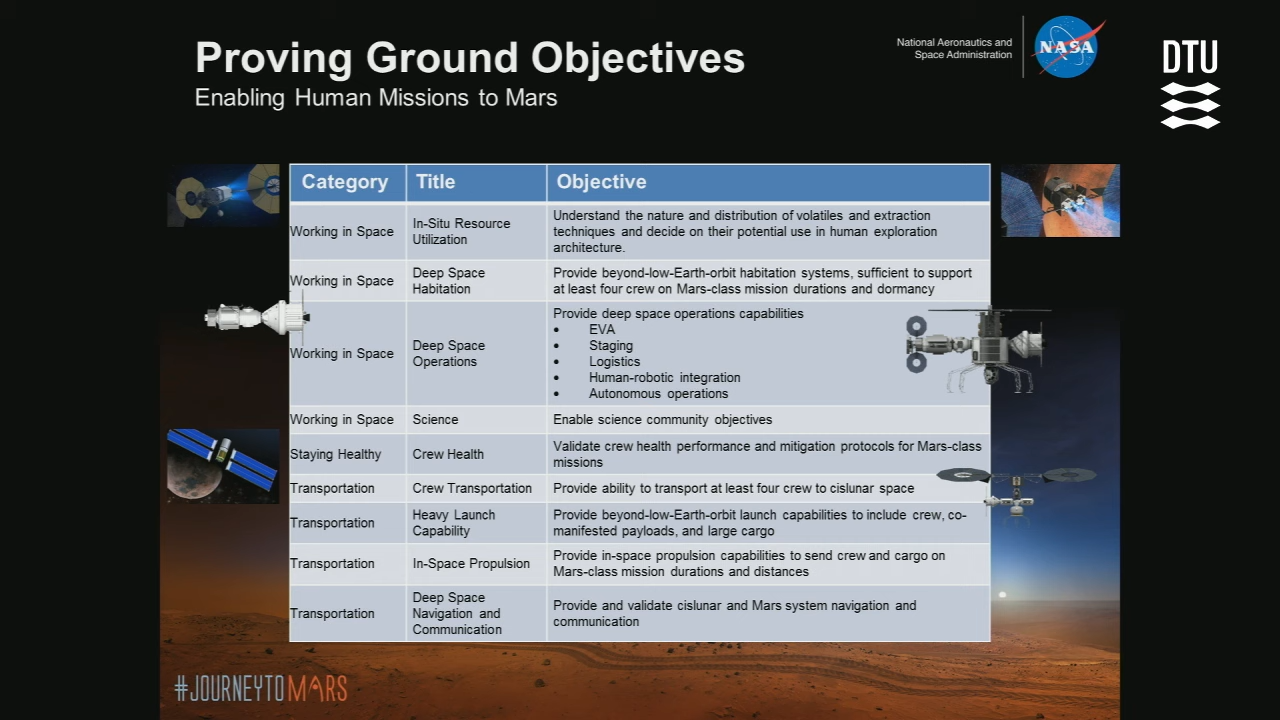 Proving Ground Objectives
Enabling Human Missions to Mars
National Aeronautics and
Space Administration
NASA
DTU
Category Title Objective
Working in Space
In-Situ Resource
Utilization
Understand the nature and distribution of volatiles and extraction
techniques and decide on their potential use in human exploration
architecture.
Working in Space
Deep Space
Habitation
Provide beyond-low-Earth-orbit habitation systems, sufficient to support
at least four crew on Mars-class mission durations and dormancy
Working in Space
Deep Space
Operations
Provide deep space operations capabilities
• EVA
• Staging
• Logistics
• Human-robotic integration
• Autonomous operations
Working in Space
Science
Enable science community objectives
Staying Healthy
Crew Health
Validate crew health performance and mitigation protocols for Mars-class
missions
Transportation
Crew Transportation
Provide ability to transport at least four crew to cislunar space
Transportation
Heavy Launch
Capability
Provide beyond-low-Earth-orbit launch capabilities to include crew, co-
manifested payloads, and large cargo
Transportation
In-Space Propulsion
Provide in-space propulsion capabilities to send crew and cargo on
Mars-class mission durations and distances
Transportation
Deep Space
Navigation and
Communication
Provide and validate cislunar and Mars system navigation and
communication
#JOURNEYTOMARS